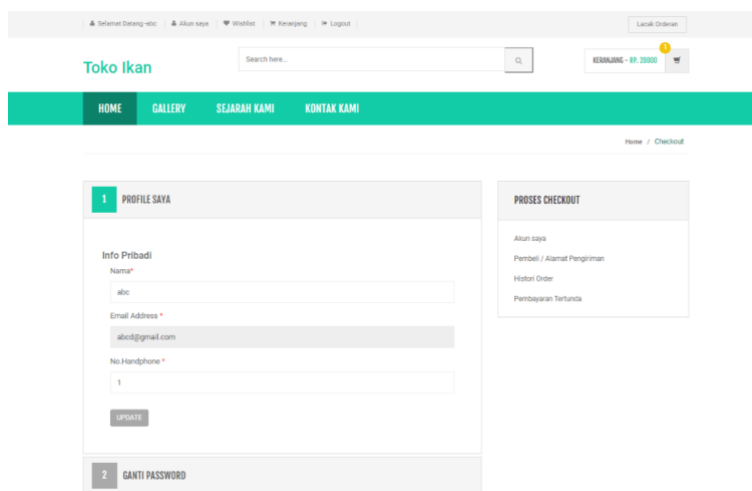 Selamat Datang-abc Akun saya Wishlist Keranjang Logout Lacak Orderan
Toko Ikan
Search here...
KERANJANG - RP. 20000
1
HOME GALLERY SEJARAH KAMI KONTAK KAMI
Home / Checkout
1 PROFILE SAYA
Info Pribadi
Nama*
abc
Email Address *
abcd@gmail.com
No.Handphone *
1
UPDATE
2 GANTI PASSWORD
PROSES CHECKOUT
Akun saya
Pembeli / Alamat Pengiriman
Histori Order
Pembayaran Tertunda